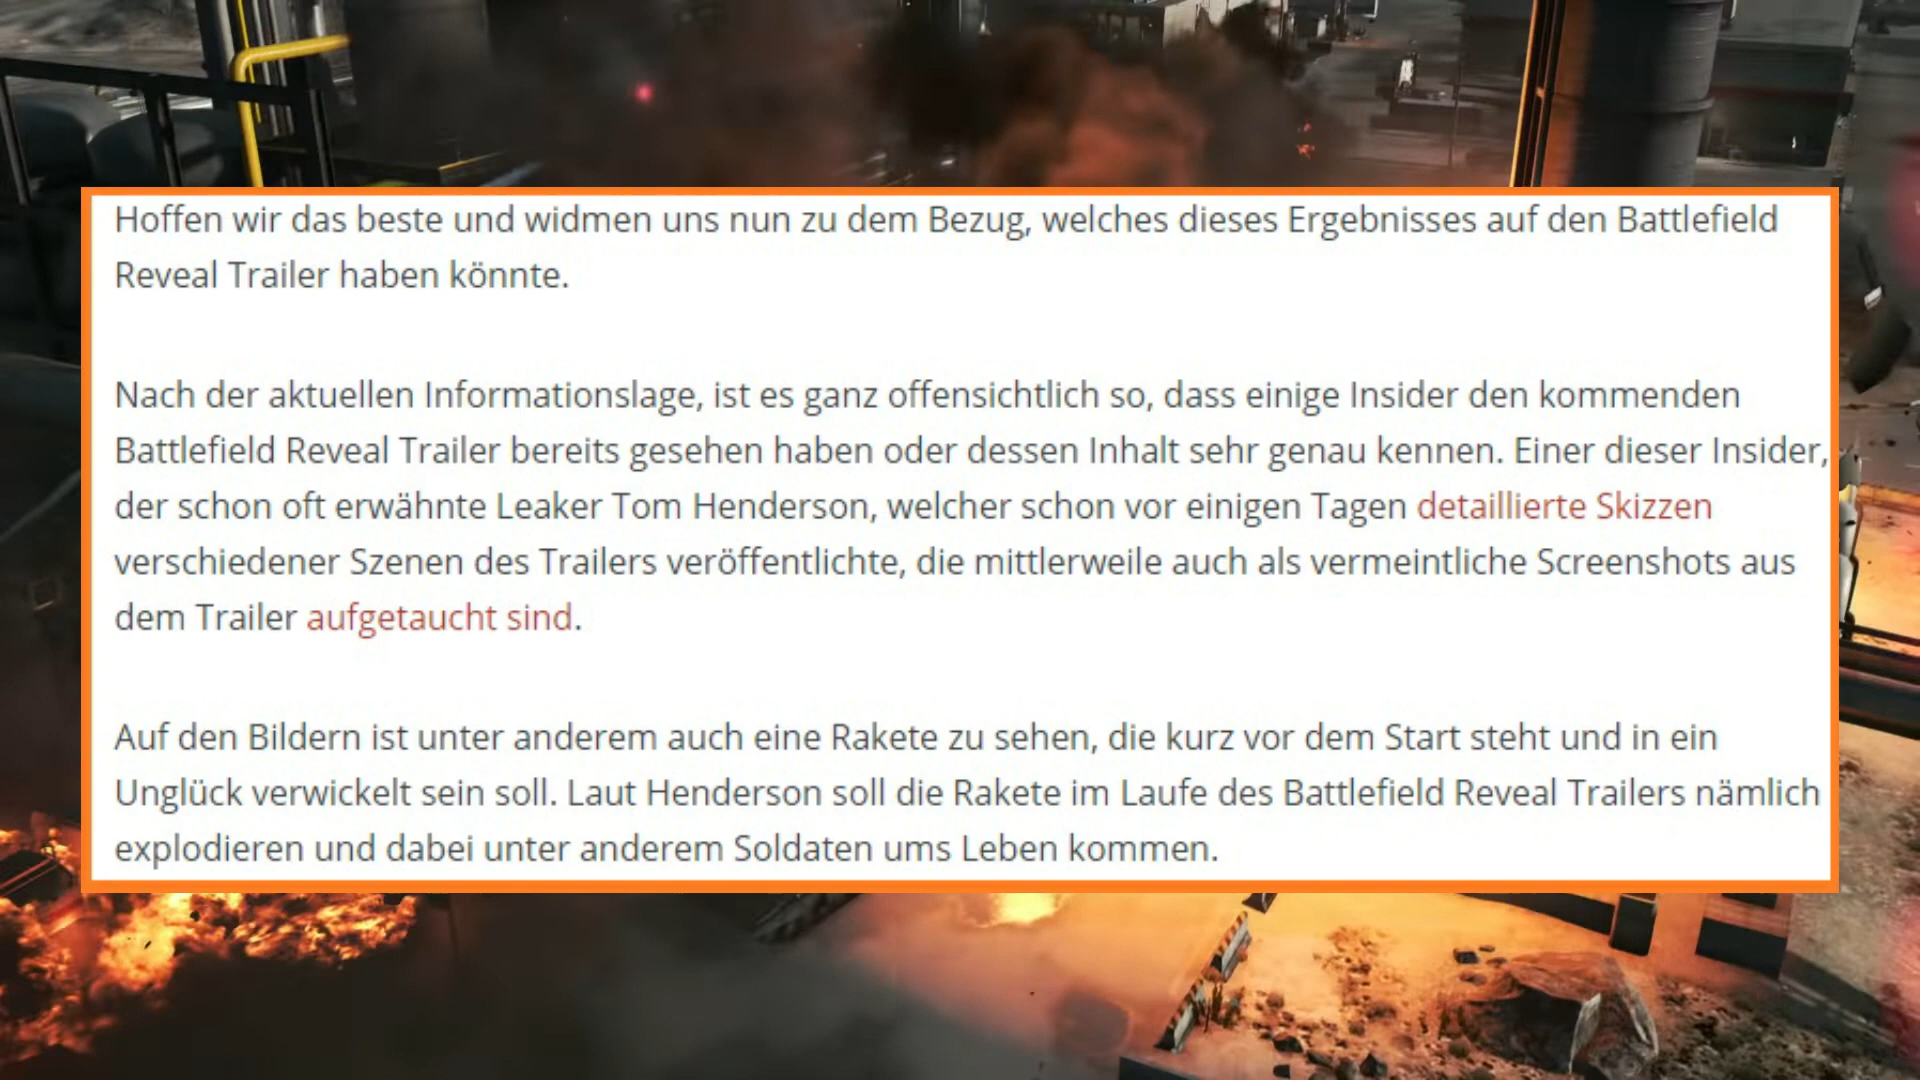 Hoffen wir das beste und widmen uns nun zu dem Bezug, welches dieses Ergebnisses auf den Battlefield
Reveal Trailer haben könnte.
Nach der aktuellen Informationslage, ist es ganz offensichtlich so, dass einige Insider den kommenden
Battlefield Reveal Trailer bereits gesehen haben oder dessen Inhalt sehr genau kennen. Einer dieser Insider,
der schon oft erwähnte Leaker Tom Henderson, welcher schon vor einigen Tagen detaillierte Skizzen
verschiedener Szenen des Trailers veröffentlichte, die mittlerweile auch als vermeintliche Screenshots aus
dem Trailer aufgetaucht sind.
Auf den Bildern ist unter anderem auch eine Rakete zu sehen, die kurz vor dem Start steht und in ein
Unglück verwickelt sein soll. Laut Henderson soll die Rakete im Laufe des Battlefield Reveal Trailers nämlich
explodieren und dabei unter anderem Soldaten ums Leben kommen.